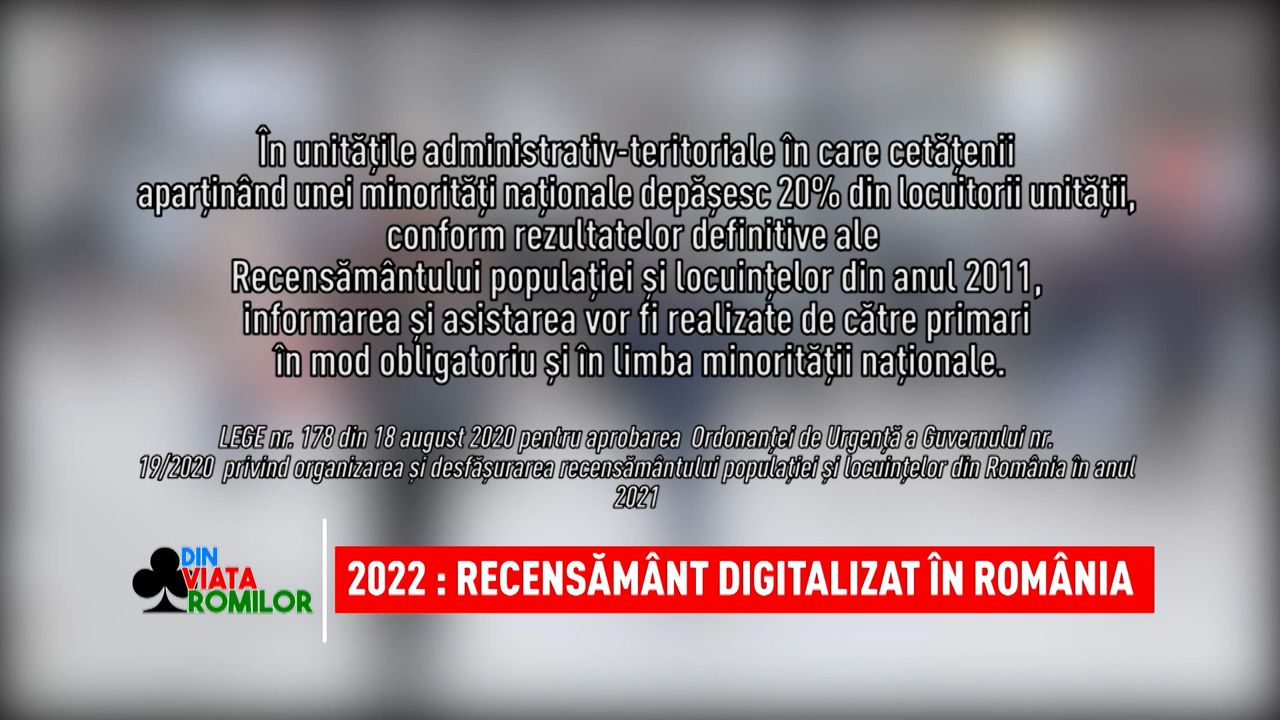 În unitățile administrativ-teritoriale în care cetățenii
aparținând unei minorități naționale depășesc 20% din locuitorii unității,
conform rezultatelor definitive ale
Recensământului populației și locuințelor din anul 2011,
informarea și asistarea vor fi realizate de către primari
în mod obligatoriu și în limba minorității naționale.
LEGE nr. 178 din 18 august 2020 pentru aprobarea Ordonanței de Urgență a Guvernului nr.
19/2020 privind organizarea și desfășurarea recensământului populației și locuințelor din România în anul
2021
DIN
VIATA
ROMILOR
2022 : RECENSĂMÂNT DIGITALIZAT ÎN ROMÂNIA